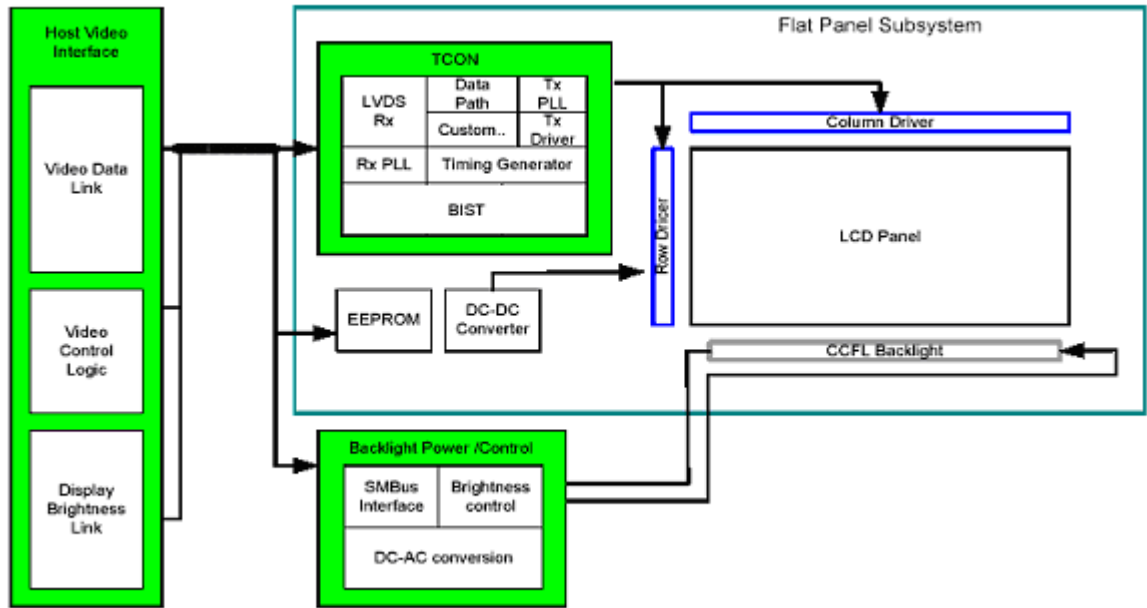 Host Video
Interface
Video Data
Link
Video
Control
Logic
Display
Brightness
Link
Flat Panel Subsystem
TCON
LVDS
Rx
Data
Path
Tx
PLL
Custom..
Tx
Driver
Rx PLL
Timing Generator
BIST
Column Driver
Row Dricer
LCD Panel
EEPROM
DC-DC
Converter
CCFL Backlight
Backlight Power /Control
SMBus
Interface
Brightness
control
DC-AC conversion